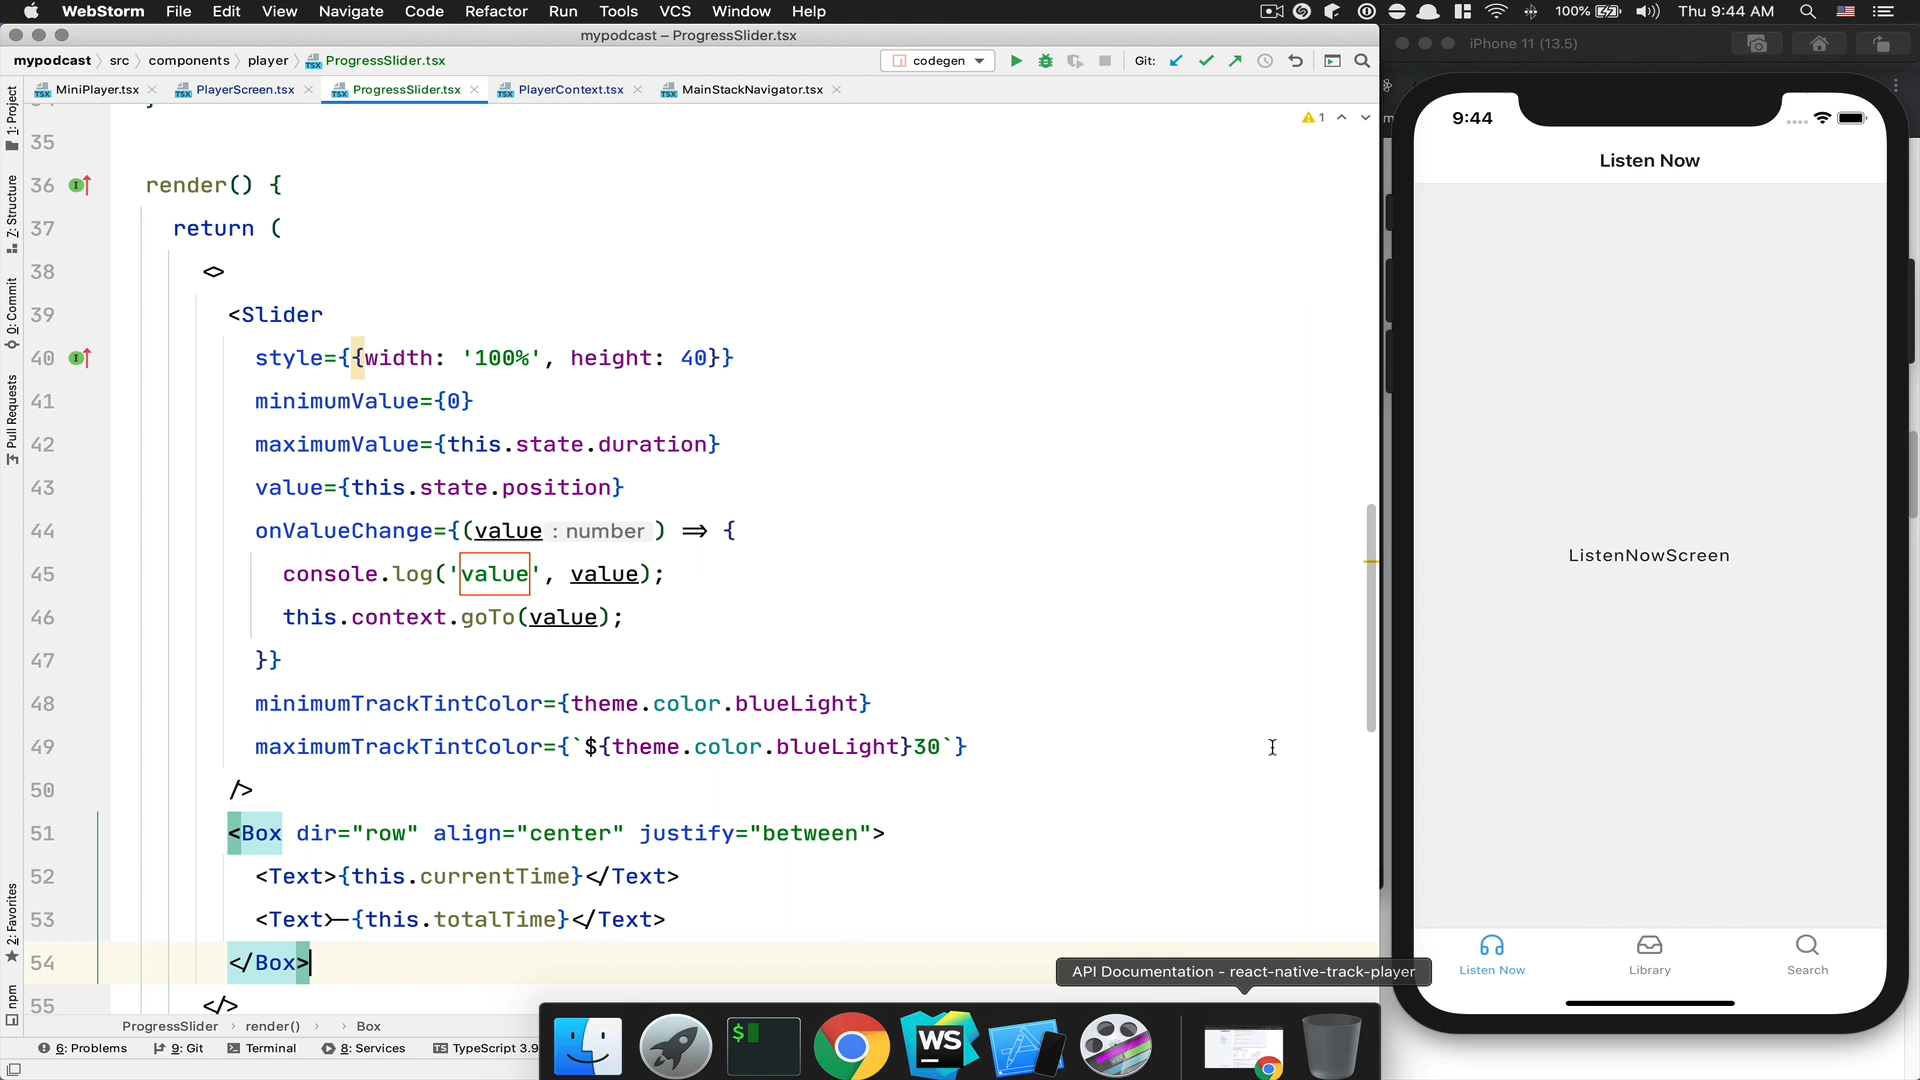 WebStorm File Edit View Navigate Code Refactor Run Tools VCS Window Help 100% Thu 9:44 AM
mypodcast – ProgressSlider.tsx
iPhone 11 (13.5)
mypodcast src components player ProgressSlider.tsx codegen Git:
MiniPlayer.tsx PlayerScreen.tsx ProgressSlider.tsx PlayerContext.tsx MainStackNavigator.tsx
1: Project
7: Structure
0: Commit
Pull Requests
2: Favorites
npm
1
35
36 render() {
37 return (
38 <>
39 <Slider
40 style={{width: '100%', height: 40}}
41 minimumValue={0}
42 maximumValue={this.state.duration}
43 value={this.state.position}
44 onValueChange={(value : number ) => {
45 console.log('value', value);
46 this.context.goTo(value);
47 }}
48 minimumTrackTintColor={theme.color.blueLight}
49 maximumTrackTintColor={`${theme.color.blueLight}30`}
50 />
51 <Box dir="row" align="center" justify="between">
52 <Text>{this.currentTime}</Text>
53 <Text>-{this.totalTime}</Text>
54 </Box>
55 </>
ProgressSlider render() Box
6: Problems 9: Git Terminal 8: Services TypeScript 3.9
API Documentation - react-native-track-player
$
WS
9:44
Listen Now
ListenNowScreen
Listen Now Library Search